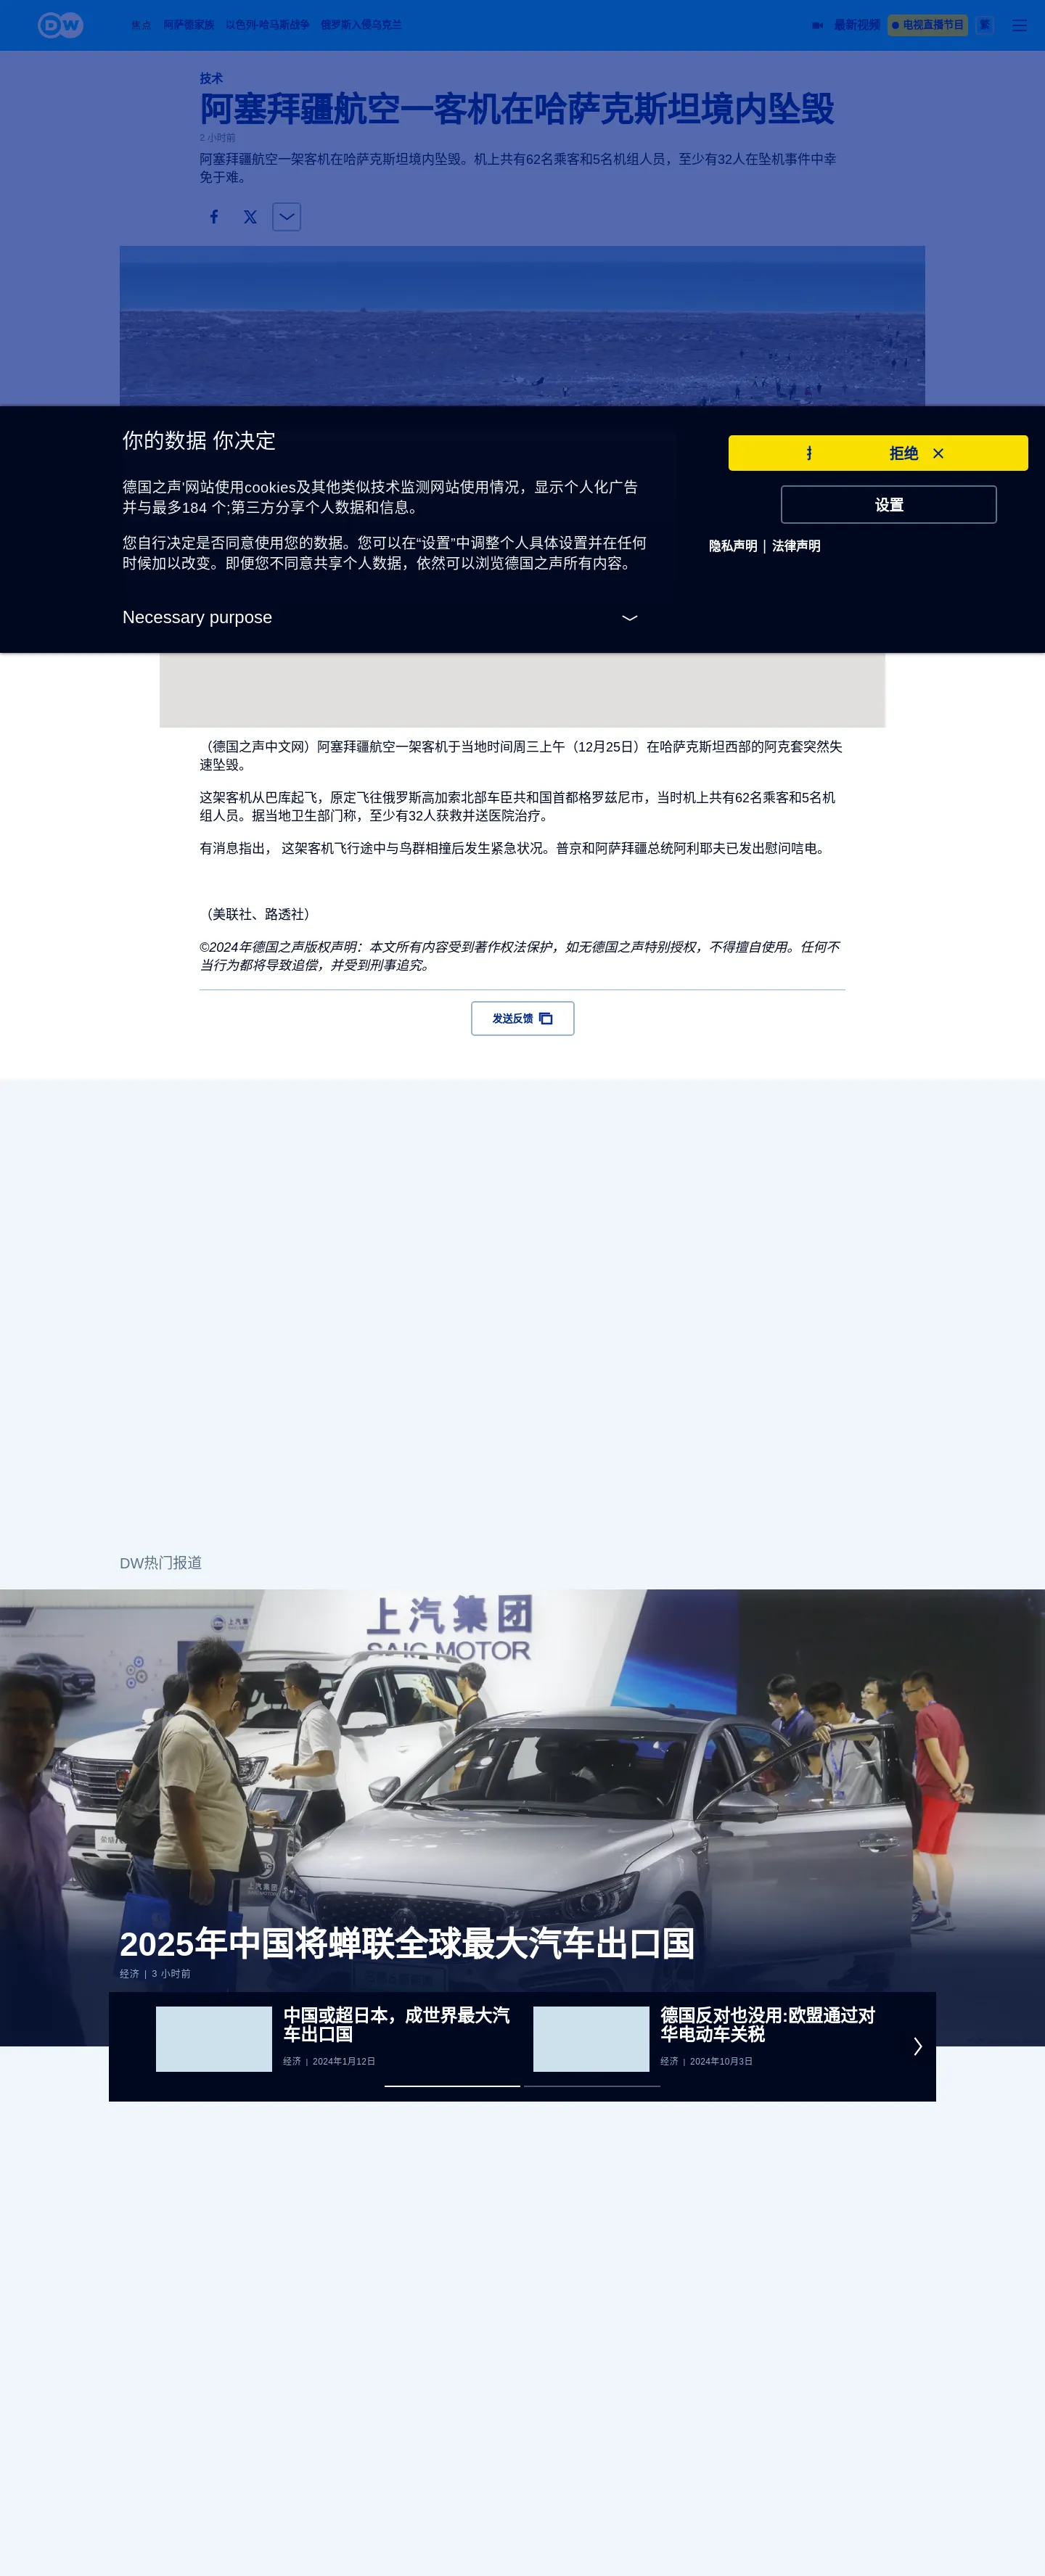 DW
焦点 阿萨德家族 以色列-哈马斯战争 俄罗斯入侵乌克兰
最新视频 电视直播节目 繁
技术
阿塞拜疆航空一客机在哈萨克斯坦境内坠毁
2 小时前
阿塞拜疆航空一架客机在哈萨克斯坦境内坠毁。机上共有62名乘客和5名机组人员，至少有32人在坠机事件中幸
免于难。
你的数据 你决定
德国之声'网站使用cookies及其他类似技术监测网站使用情况，显示个人化广告
并与最多184 个;第三方分享个人数据和信息。
您自行决定是否同意使用您的数据。您可以在“设置”中调整个人具体设置并在任何
时候加以改变。即便您不同意共享个人数据，依然可以浏览德国之声所有内容。
Necessary purpose
拒绝
设置
隐私声明 | 法律声明
（德国之声中文网）阿塞拜疆航空一架客机于当地时间周三上午（12月25日）在哈萨克斯坦西部的阿克套突然失
速坠毁。
这架客机从巴库起飞，原定飞往俄罗斯高加索北部车臣共和国首都格罗兹尼市，当时机上共有62名乘客和5名机
组人员。据当地卫生部门称，至少有32人获救并送医院治疗。
有消息指出， 这架客机飞行途中与鸟群相撞后发生紧急状况。普京和阿萨拜疆总统阿利耶夫已发出慰问唁电。
（美联社、路透社）
©2024年德国之声版权声明：本文所有内容受到著作权法保护，如无德国之声特别授权，不得擅自使用。任何不
当行为都将导致追偿，并受到刑事追究。
发送反馈
DW热门报道
上汽集团
SAIC MOTOR
2025年中国将蝉联全球最大汽车出口国
经济 | 3 小时前
中国或超日本，成世界最大汽
车出口国
经济 | 2024年1月12日
德国反对也没用:欧盟通过对
华电动车关税
经济 | 2024年10月3日